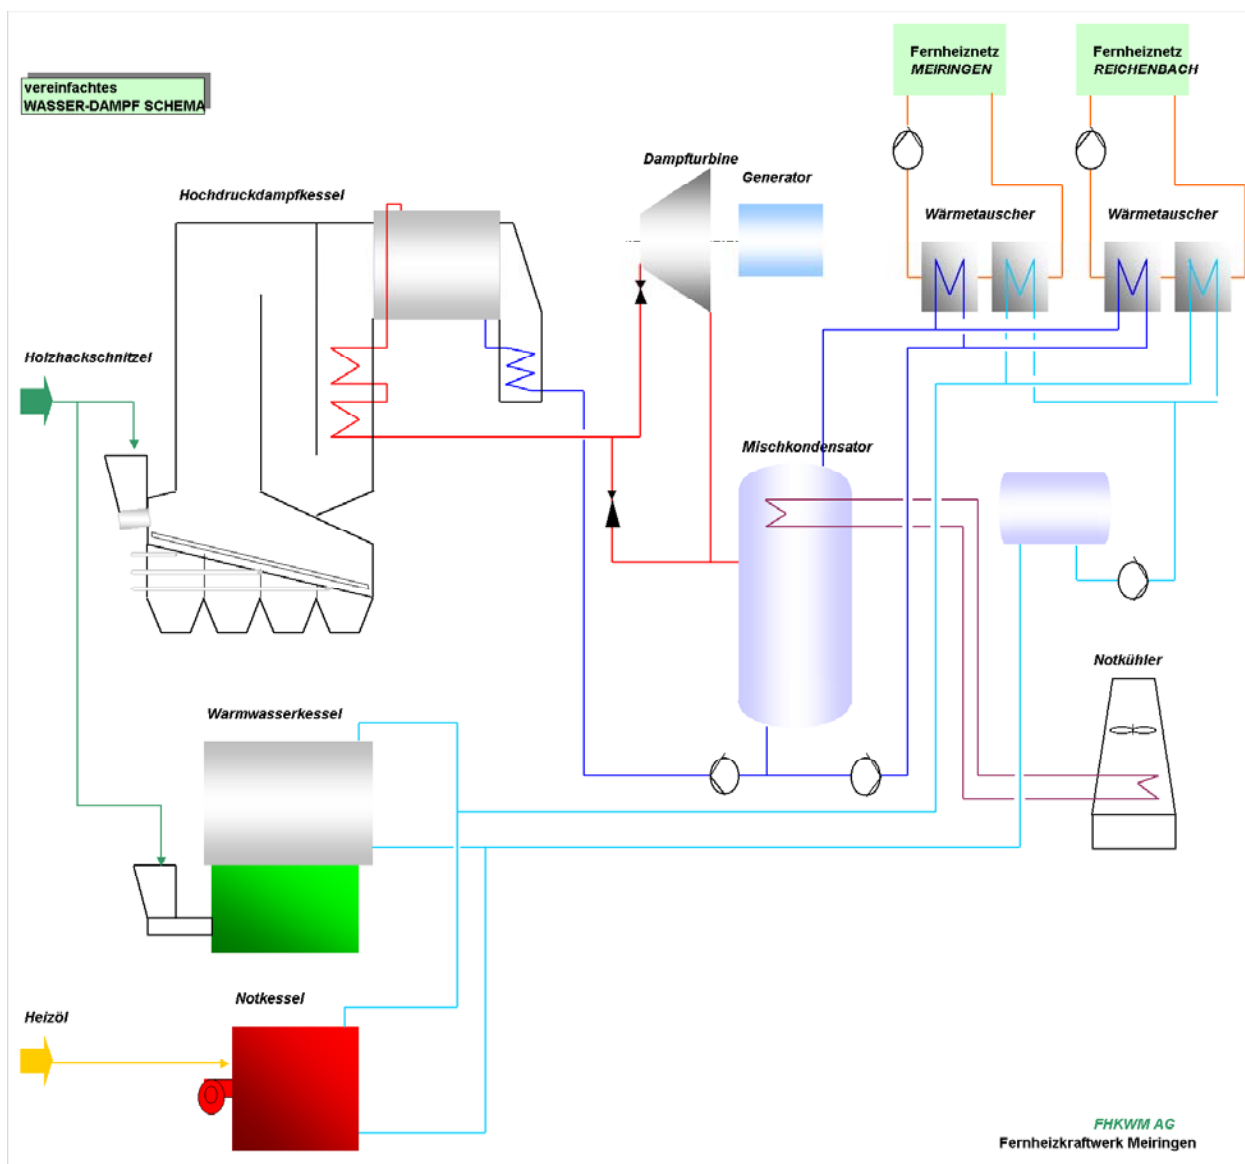 Fernheiznetz
MEIRINGEN
Fernheiznetz
REICHENBACH
vereinfachtes
WASSER-DAMPF SCHEMA
Dampfturbine
Generator
Hochdruckdampfkessel
Wärmetauscher
Wärmetauscher
Holzhackschnitzel
Mischkondensator
Notkühler
Warmwasserkessel
Notkessel
Heizöl
FHKWM AG
Fernheizkraftwerk Meiringen